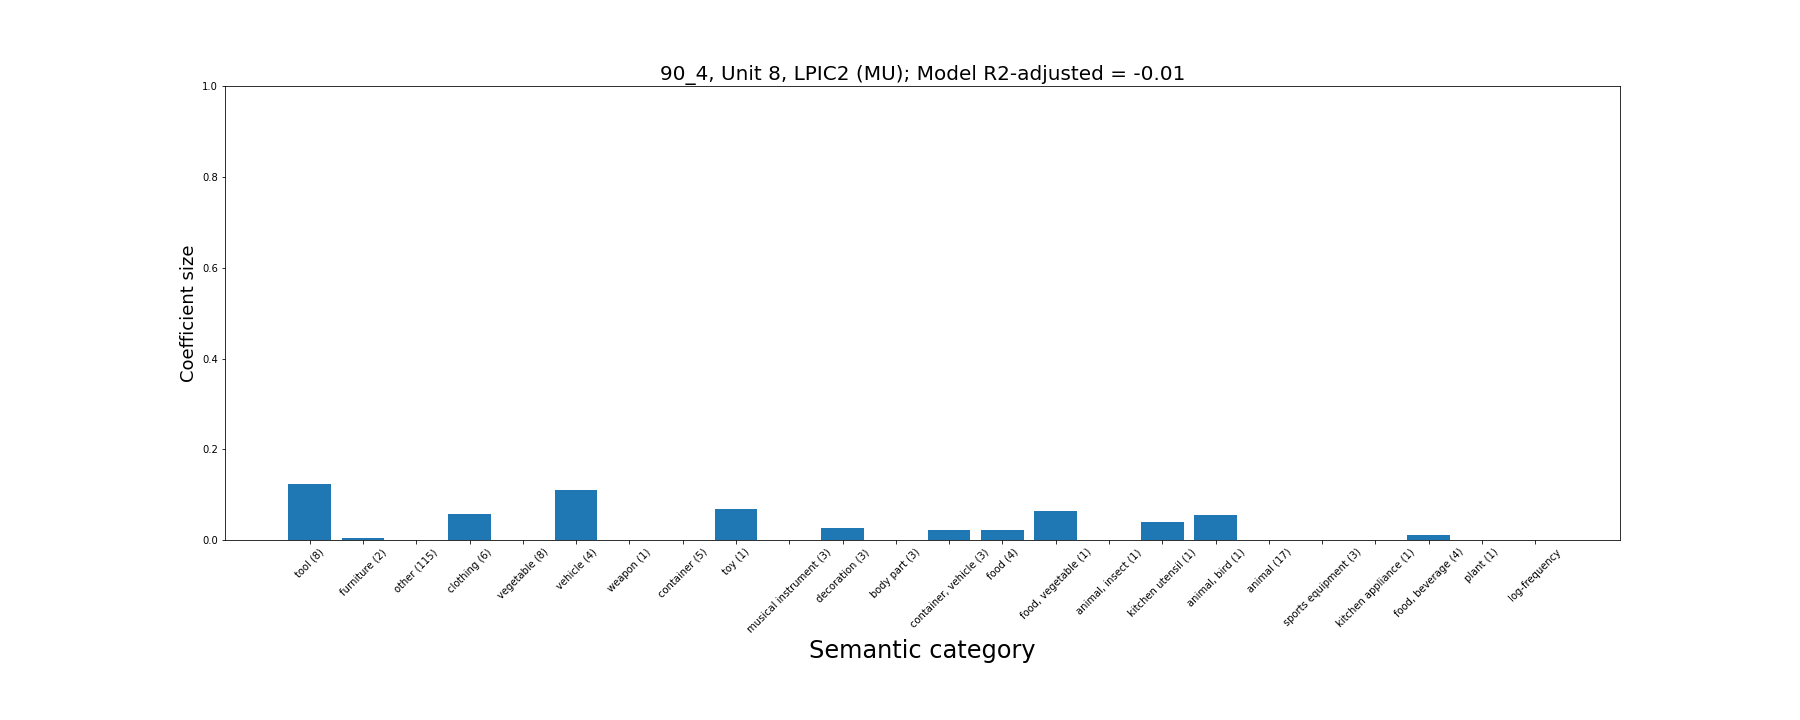 90_4, Unit 8, LPIC2 (MU); Model R2-adjusted = -0.01
1.0
0.8
0.6
0.4
0.2
0.0
Coefficient size
tool (8)
furniture (2)
other (115)
clothing (6)
vegetable (8)
vehicle (4)
weapon (1)
container (5)
toy (1)
musical instrument (3)
decoration (3)
body part (3)
container, vehicle (3)
food (4)
food, vegetable (1)
animal, insect (1)
kitchen utensil (1)
animal, bird (1)
animal (17)
sports equipment (3)
kitchen appliance (1)
food, beverage (4)
plant (1)
log-frequency
Semantic category